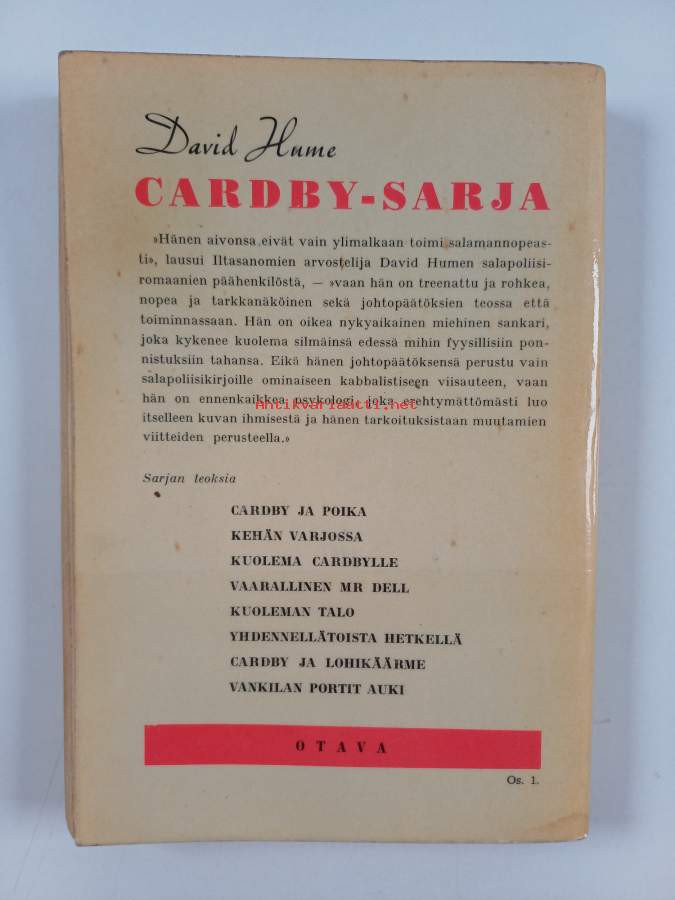 David Hume
CARDBY-SARJA
»Hänen aivonsa eivät vain ylimalkaan toimi salamannopeas-
ti», lausui Iltasanomien arvostelija David Humen salapoliisi-
romaanien päähenkilöstä, — »vaan hän on treenattu ja rohkea,
nopea ja tarkkanäköinen sekä johtopäätöksien teossa että
toiminnassaan. Hän on oikea nykyaikainen miehinen sankari,
joka kykenee kuolema silmäinsä edessä mihin fyysillisiin pon-
nistuksiin tahansa. Eikä hänen johtopäätöksensä perustu vain
salapoliisikirjoille ominaiseen kabbalistiseen viisauteen, vaan
hän on ennenkaikkea psykologi, joka erehtymättömästi luo
Antikvariaatti.net
itselleen kuvan ihmisestä ja hänen tarkoituksistaan muutamien
viitteiden perusteella.»
Sarjan teoksia
CARDBY JA POIKA
KEHÄN VARJOSSA
KUOLEMA CARDBYLLE
VAARALLINEN MR DELL
KUOLEMAN TALO
YHDENNELLÄTOISTA HETKELLÄ
CARDBY JA LOHIKÄÄRME
VANKILAN PORTIT AUKI
OTAVA
Os. 1.